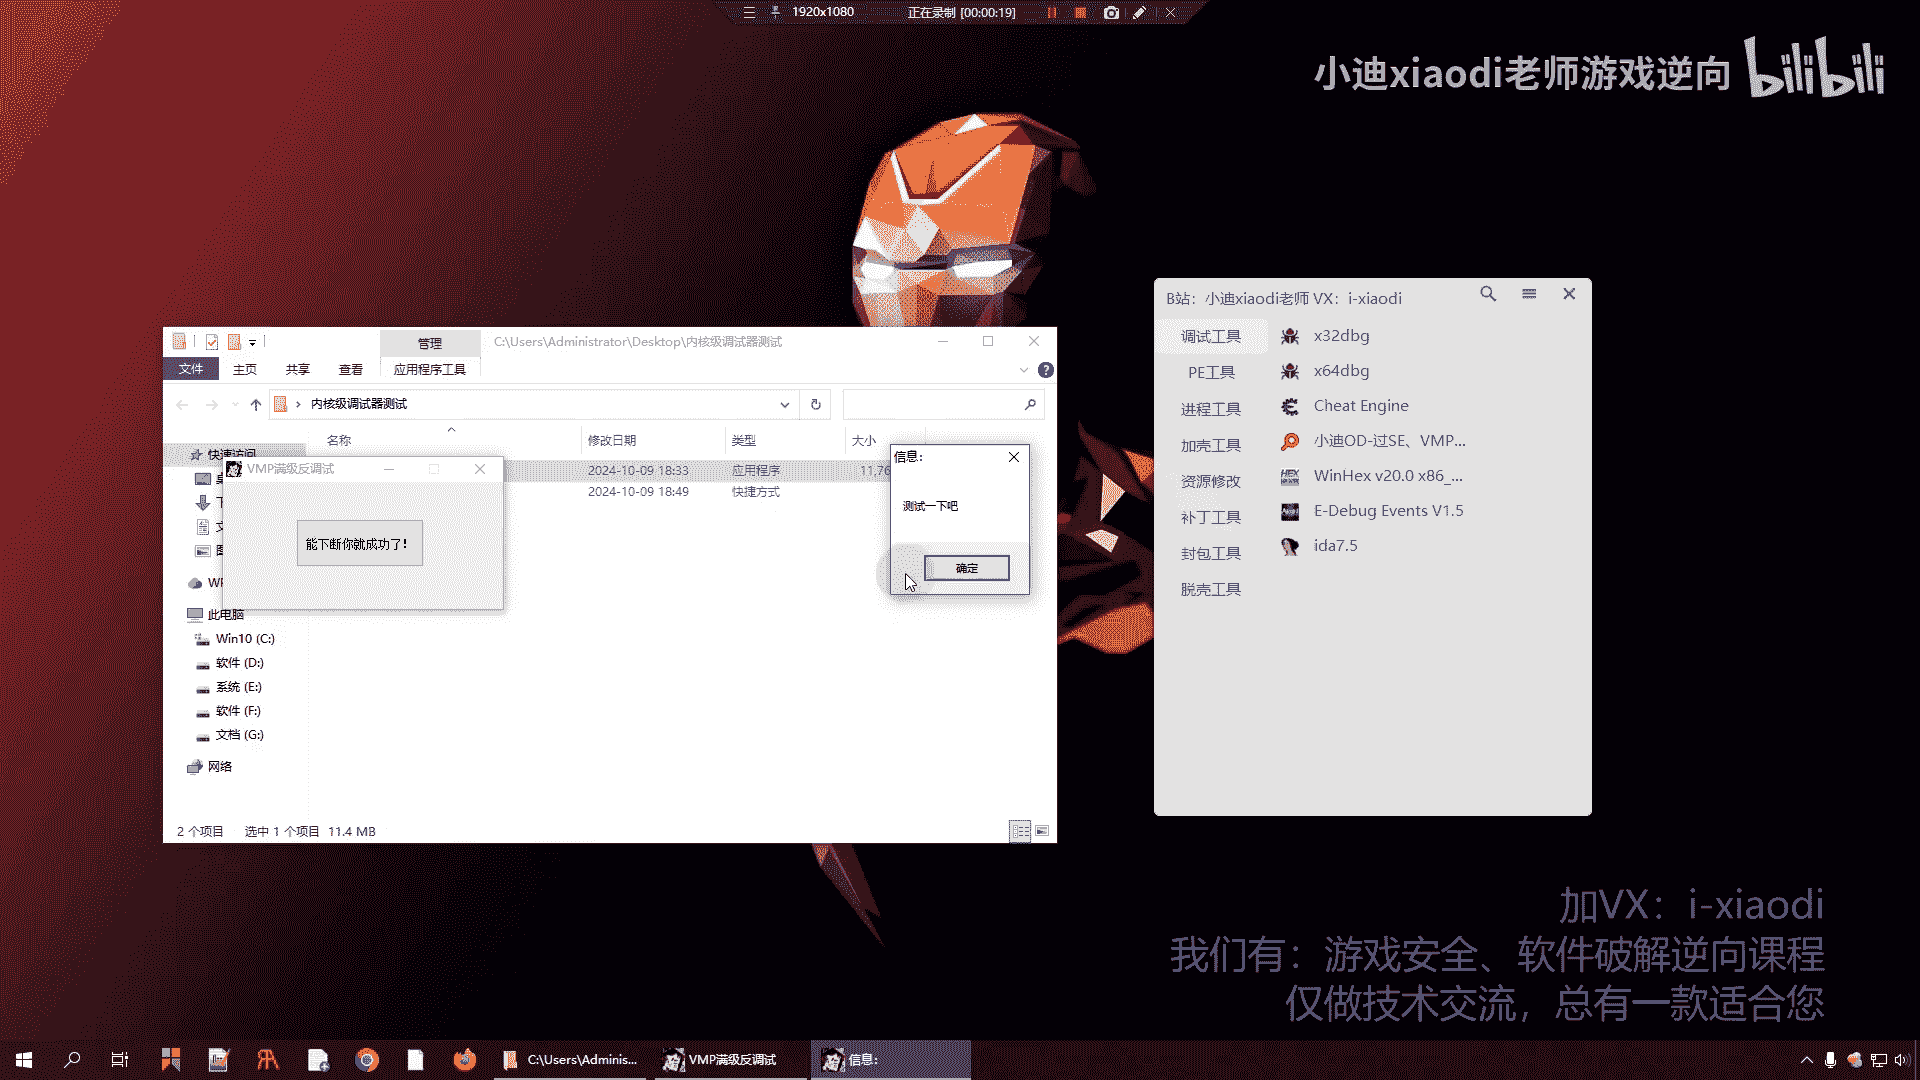 1920x1080
正在录制 [00:00:19]
小迪xiaodi老师游戏逆向 bilibili
管理
C:\Users\Administrator\Desktop\内核级调试器测试
文件
主页
共享
查看
应用程序工具
内核级调试器测试
名称
修改日期
类型
大小
快速访问
2024-10-09 18:33
应用程序
11,76
2024-10-09 18:49
快捷方式
此电脑
Win10 (C:)
软件 (D:)
系统 (E:)
软件 (F:)
文档 (G:)
网络
2 个项目
选中 1 个项目 11.4 MB
VMP满级反调试
能下断你就成功了!
信息:
测试一下吧
确定
B站：小迪xiaodi老师 VX：i-xiaodi
调试工具
PE工具
进程工具
加壳工具
资源修改
补丁工具
封包工具
脱壳工具
x32dbg
x64dbg
Cheat Engine
小迪OD-过SE、VMP...
WinHex v20.0 x86_...
E-Debug Events V1.5
ida7.5
加VX：i-xiaodi
我们有：游戏安全、软件破解逆向课程
仅做技术交流，总有一款适合您
C:\Users\Adminis...
VMP满级反调试
信息: